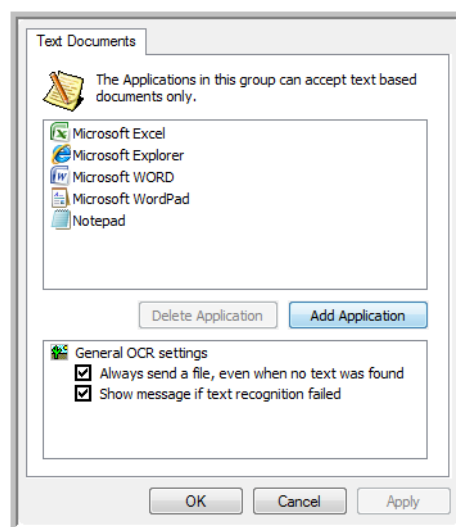 Text Documents
The Applications in this group can accept text based
documents only.
Microsoft Excel
Microsoft Explorer
Microsoft WORD
Microsoft WordPad
Notepad
Delete Application Add Application
General OCR settings
Always send a file, even when no text was found
Show message if text recognition failed
OK Cancel Apply